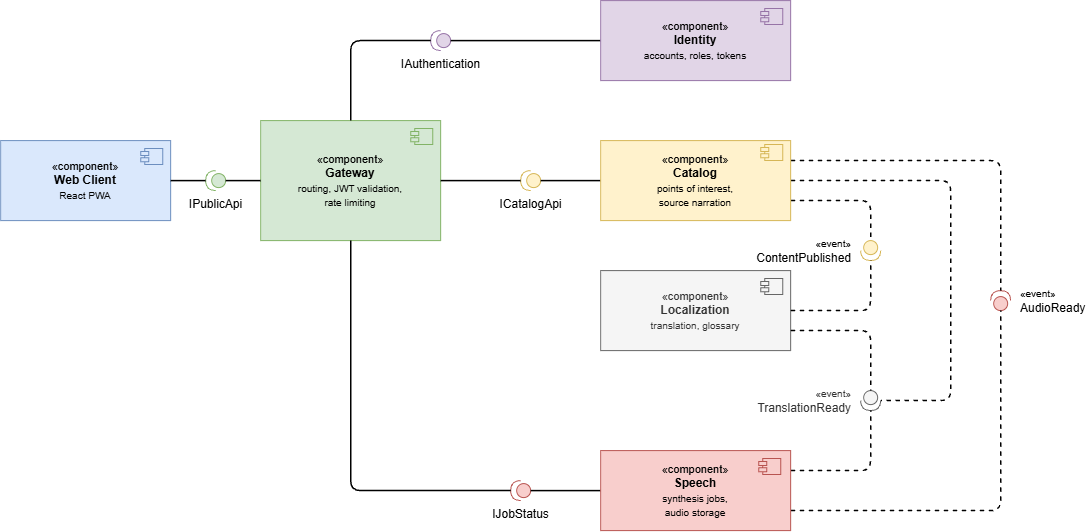 «component»
Identity
accounts, roles, tokens
IAuthentication
«component»
Web Client
React PWA
IPublicApi
«component»
Gateway
routing, JWT validation,
rate limiting
ICatalogApi
«component»
Catalog
points of interest,
source narration
«event»
ContentPublished
«component»
Localization
translation, glossary
«event»
AudioReady
«event»
TranslationReady
«component»
Speech
synthesis jobs,
audio storage
IJobStatus